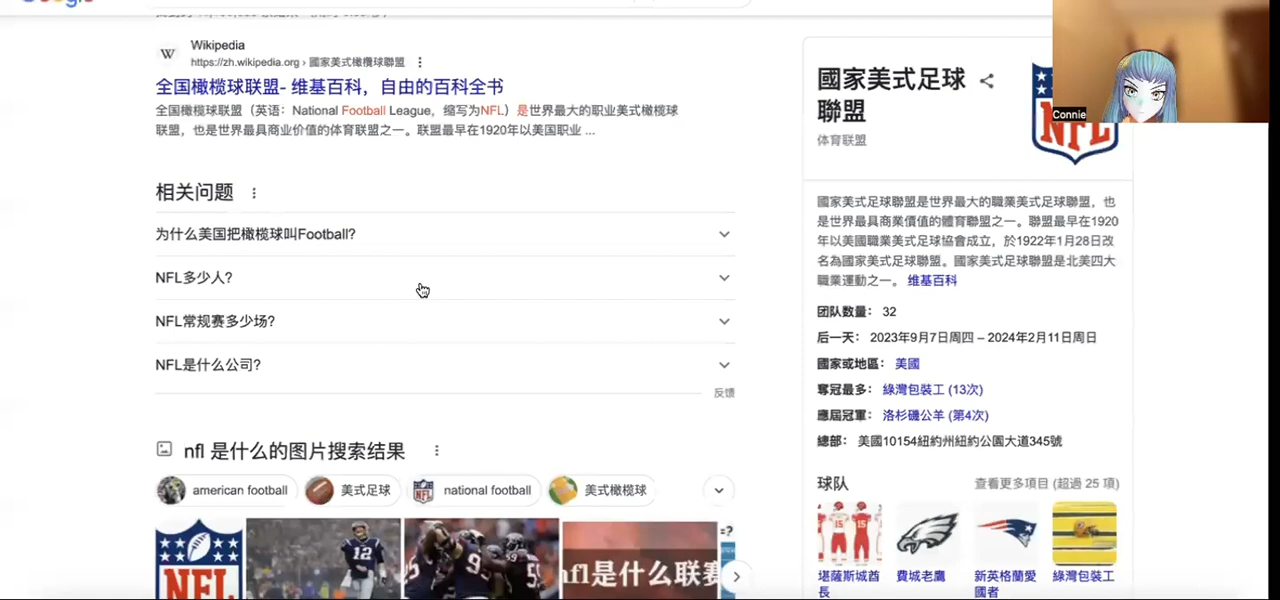 Wikipedia
https://zh.wikipedia.org › 國家美式橄欖球聯盟
全国橄榄球联盟- 维基百科，自由的百科全书
全国橄榄球联盟（英语：National Football League，缩写为NFL）是世界最大的职业美式橄榄球
联盟，也是世界最具商业价值的体育联盟之一。联盟最早在1920年以美国职业 ...
相关问题
为什么美国把橄榄球叫Football?
NFL多少人?
NFL常规赛多少场?
NFL是什么公司?
反馈
nfl 是什么的图片搜索结果
american football
美式足球
national football
美式橄榄球
NFL
12
nfl是什么联赛
=?
Connie
國家美式足球
聯盟
体育联盟
NFL
國家美式足球聯盟是世界最大的職業美式足球聯盟，也
是世界最具商業價值的體育聯盟之一。聯盟最早在1920
年以美國職業美式足球協會成立，於1922年1月28日改
名為國家美式足球聯盟。國家美式足球聯盟是北美四大
職業運動之一。 维基百科
团队数量： 32
后一天： 2023年9月7日周四 – 2024年2月11日周日
國家或地區： 美國
奪冠最多： 綠灣包裝工 (13次)
應屆冠軍： 洛杉磯公羊 (第4次)
總部： 美國10154紐約州紐約公園大道345號
球队
查看更多項目 (超過 25 項)
堪薩斯城酋
長
費城老鷹
新英格蘭愛
國者
綠灣包裝工